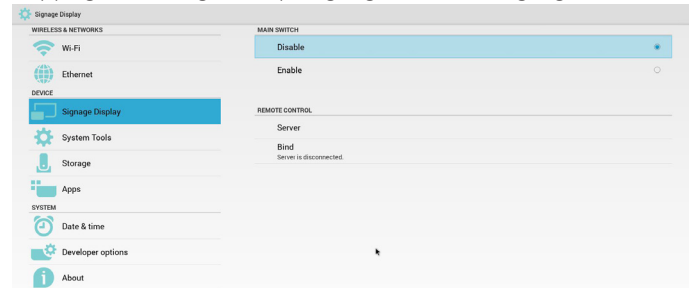 Signage Display
WIRELESS & NETWORKS
Wi-Fi
Ethernet
DEVICE
Signage Display
System Tools
Storage
Apps
SYSTEM
Date & time
Developer options
About
MAIN SWITCH
Disable
Enable
REMOTE CONTROL
Server
Bind
Server is disconnected.